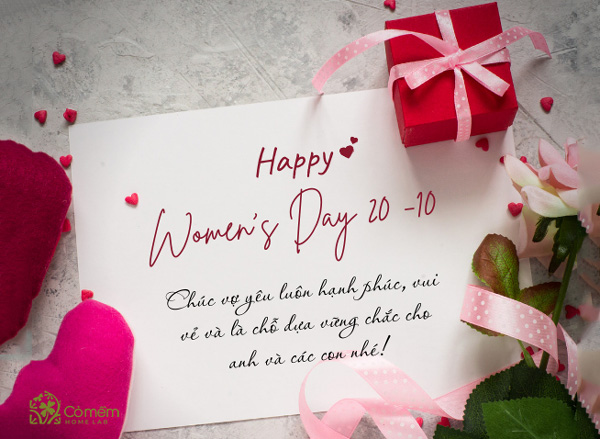 Happy
Women's Day 20 -10
Chúc vợ yêu luôn hạnh phúc, vui
vẻ và là chỗ dựa vững chắc cho
anh và các con nhé!
Cỏ mềm
HOME LAB